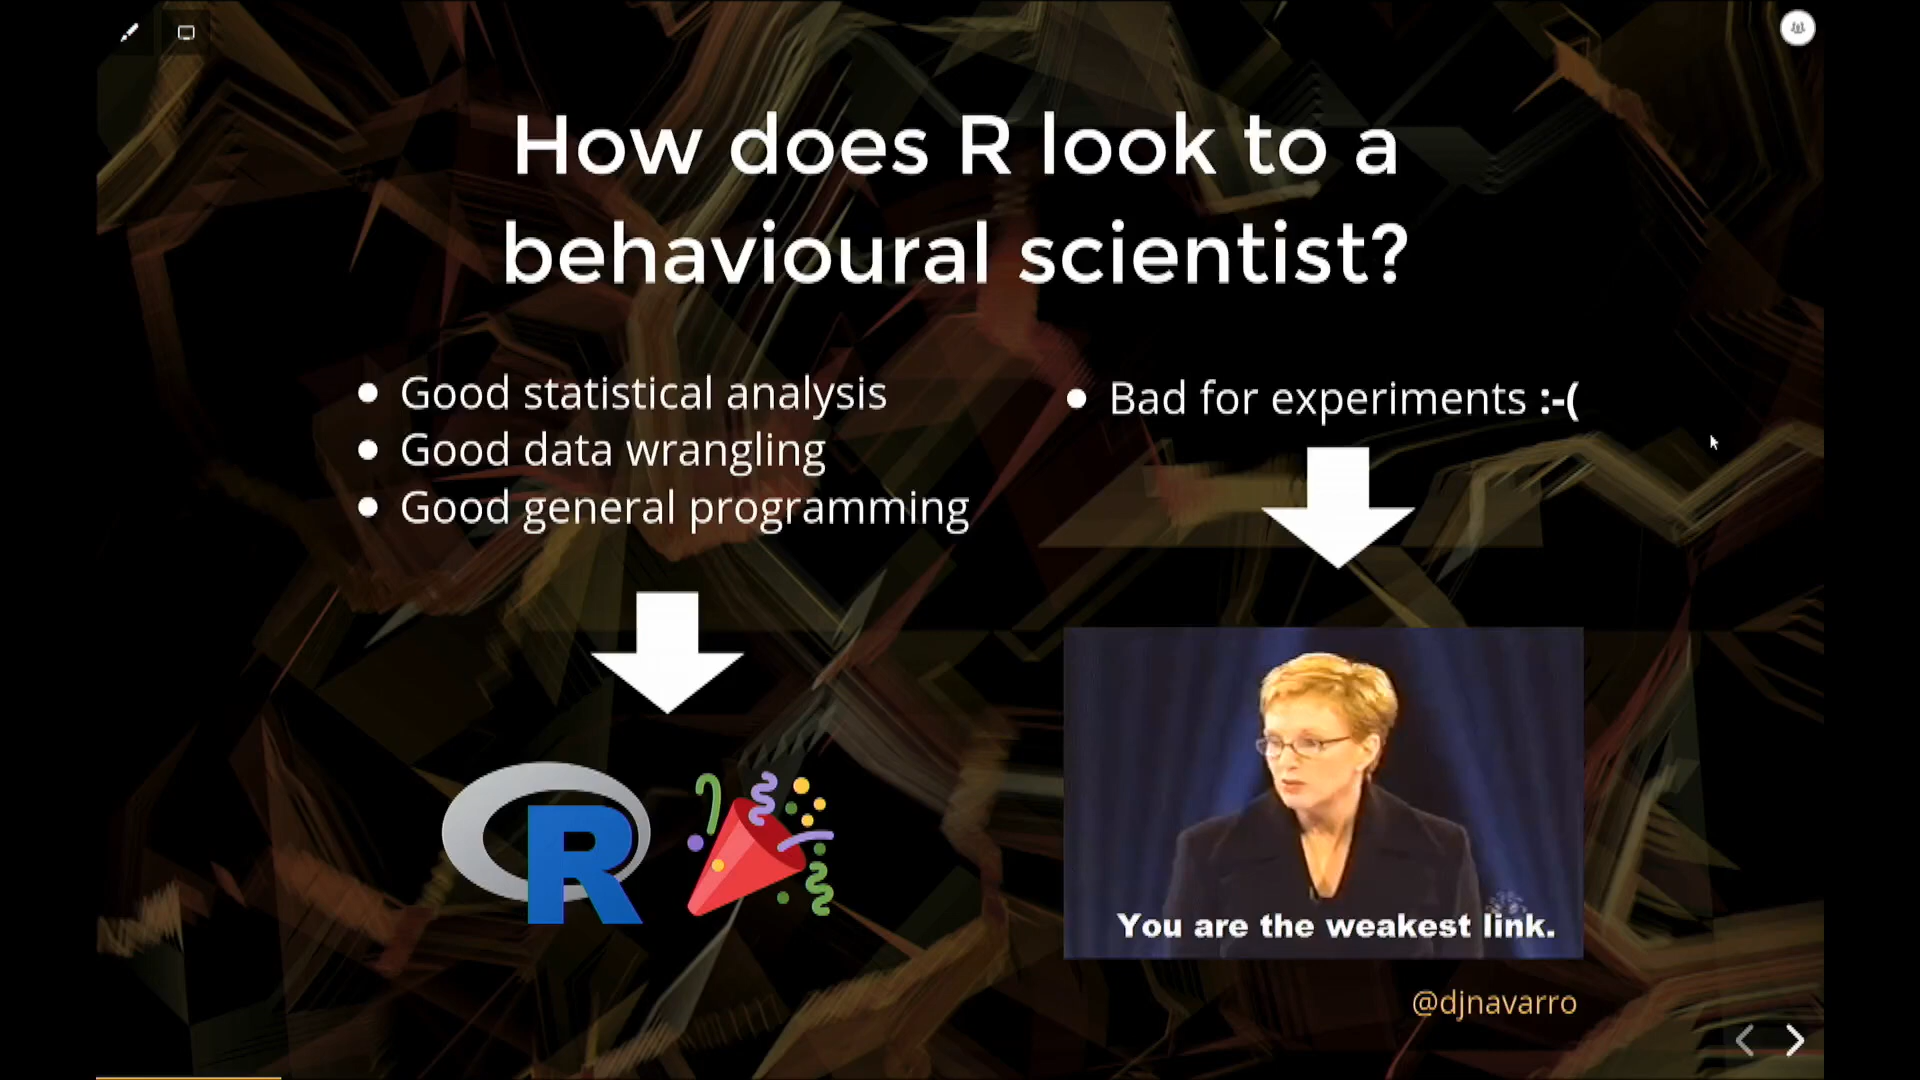 How does R look to a
behavioural scientist?
Good statistical analysis
Good data wrangling
Good general programming
R
Bad for experiments :-(
You are the weakest link.
@djnavarro